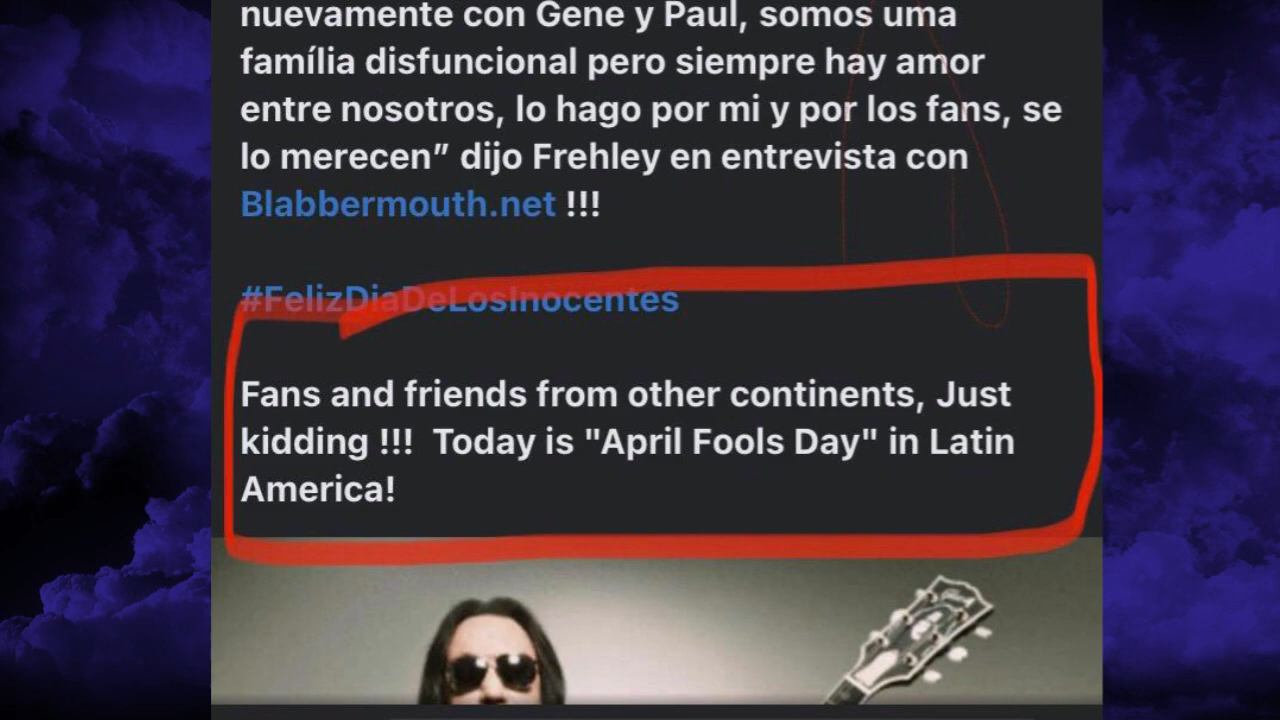 nuevamente con Gene y Paul, somos uma
família disfuncional pero siempre hay amor
entre nosotros, lo hago por mi y por los fans, se
lo merecen” dijo Frehley en entrevista con
Blabbermouth.net !!!
#FelizDiaDeLosInocentes
Fans and friends from other continents, Just
kidding !!!  Today is "April Fools Day" in Latin
America!
Gibson